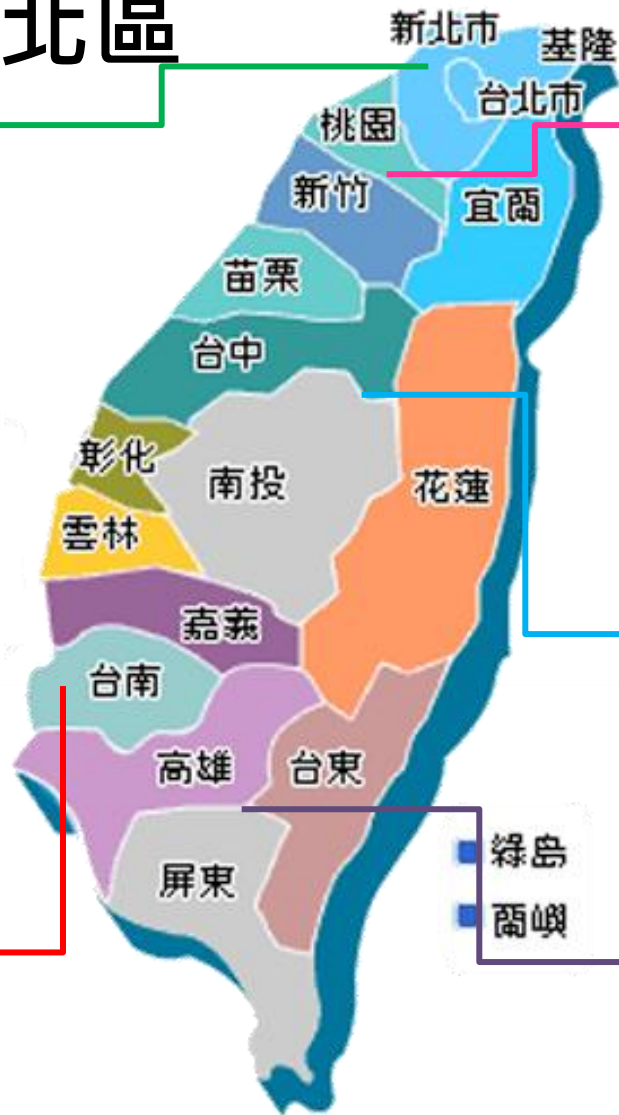 北區
新北市
基隆
台北市
桃園
新竹
宜蘭
苗栗
台中
彰化
南投
花蓮
雲林
嘉義
台南
高雄
台東
屏東
綠島
蘭嶼